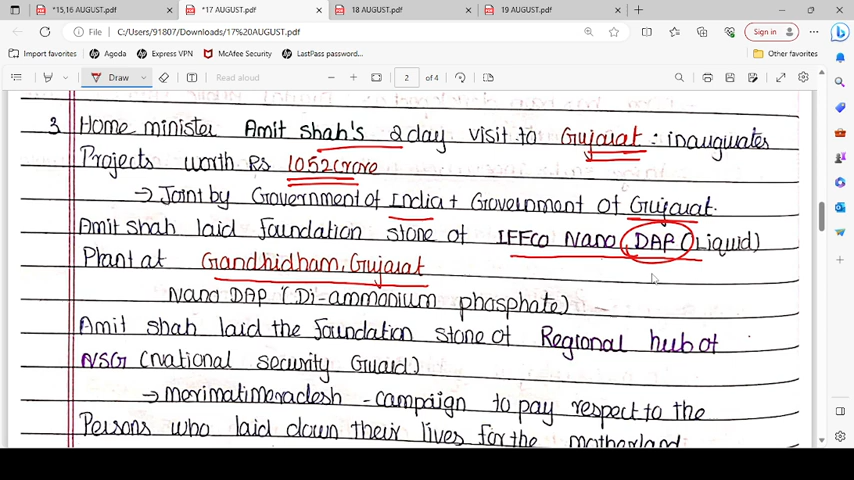 *15,16 AUGUST.pdf
*17 AUGUST.pdf
18 AUGUST.pdf
19 AUGUST.pdf
File
C:/Users/91807/Downloads/17%20AUGUST.pdf
Sign in
Import favorites
Agoda
Express VPN
McAfee Security
LastPass password...
Other favorites
Draw
Read aloud
2 of 4
3 Home minister Amit shah's 2day visit to Gujarat : inaugurates
Projects worth Rs 1052 crore
→ Joint by Government of India + Government of Gujarat.
Amit shah laid foundation stone of IFFCO Nano DAP (Liquid)
Plant at Gandhidham, Gujarat
Nano DAP (Di-ammonium phosphate)
Amit shah laid the foundation stone of Regional hub of
NSG (national security Guard)
→ merimatimeradesh - campaign to pay respect to the
Persons who laid down their lives for the motherland